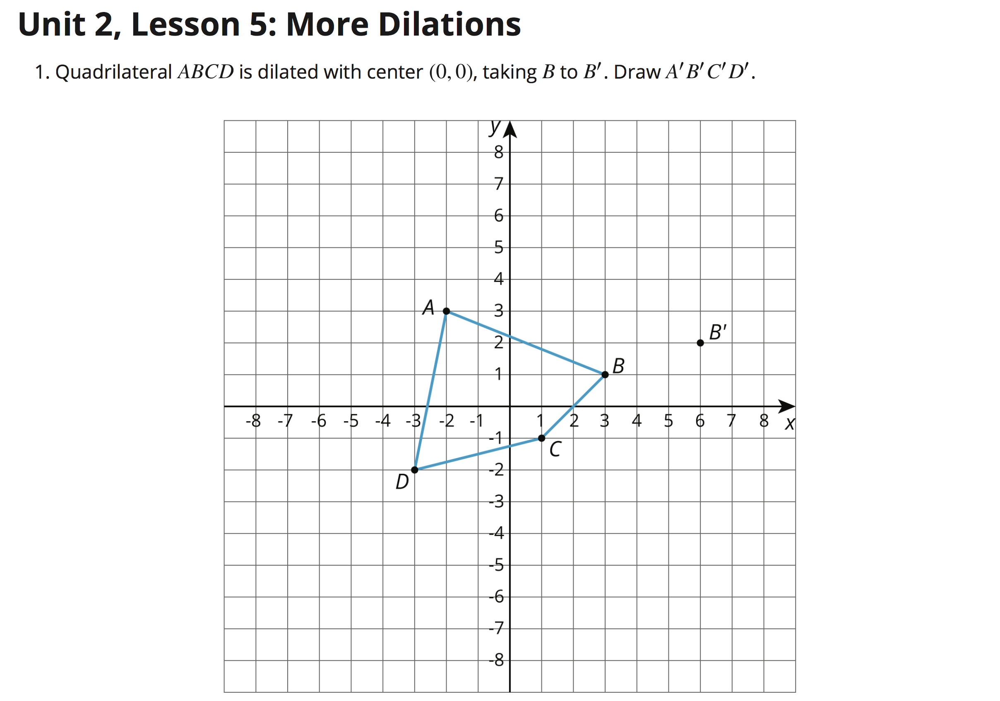 Unit 2, Lesson 5: More Dilations
1. Quadrilateral ABCD is dilated with center (0, 0), taking B to B′. Draw A′B′C′D′.
y
8
7
6
5
4
A 3
B'
2
B
1
-8 -7 -6 -5 -4 -3 -2 -1 1 2 3 4 5 6 7 8 x
-1
C
-2
D
-3
-4
-5
-6
-7
-8